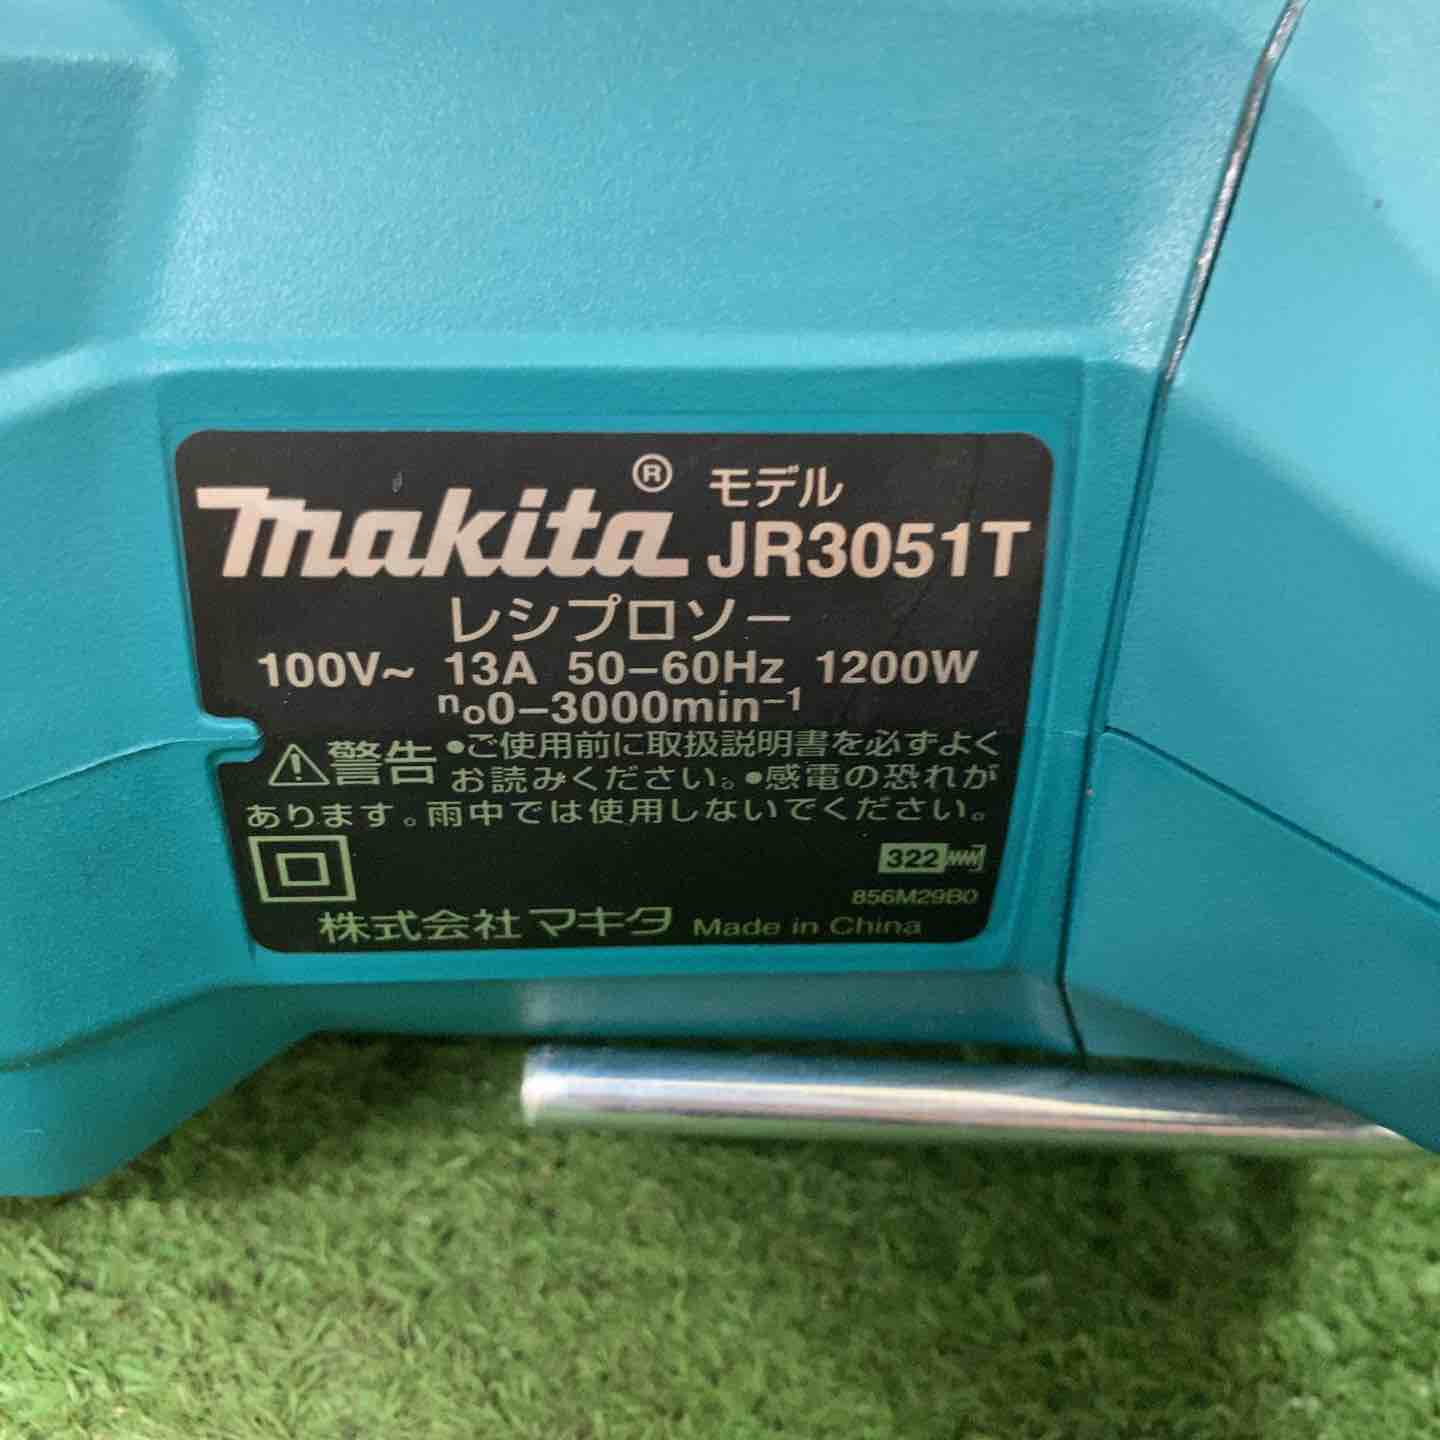 makita® モデル
JR3051T
レシプロソー
100V~ 13A 50-60Hz 1200W
no0-3000min-1
⚠警告 •ご使用前に取扱説明書を必ずよく
お読みください。•感電の恐れが
あります。雨中では使用しないでください。
322
856M29B0
株式会社マキタ Made in China